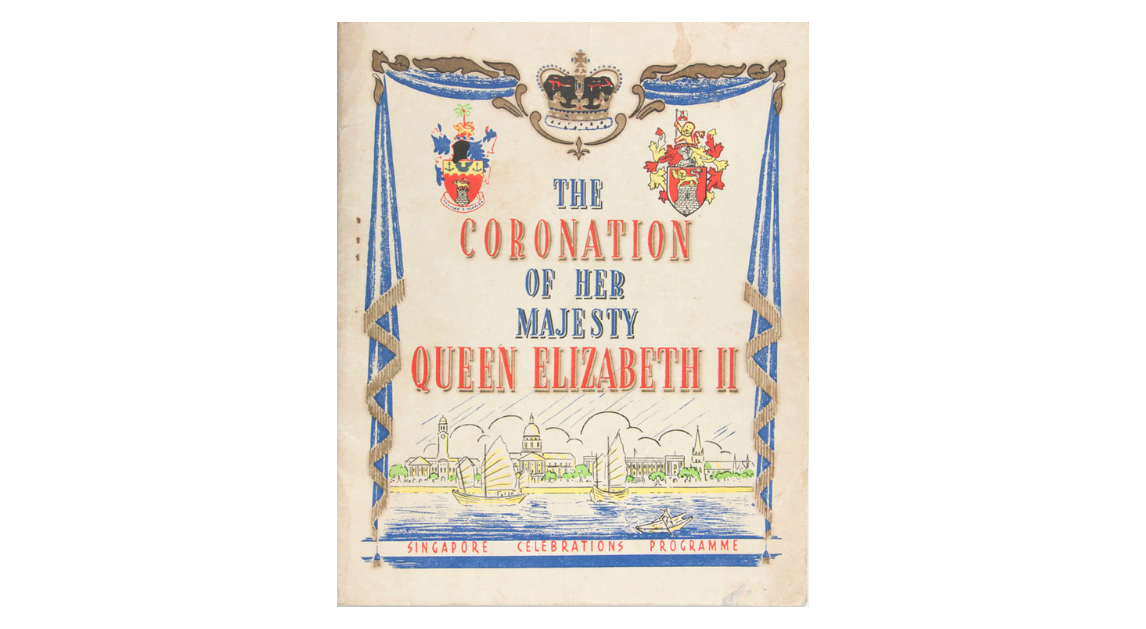 THE
CORONATION
OF HER
MAJESTY
QUEEN ELIZABETH II
SINGAPORE CELEBRATIONS PROGRAMME